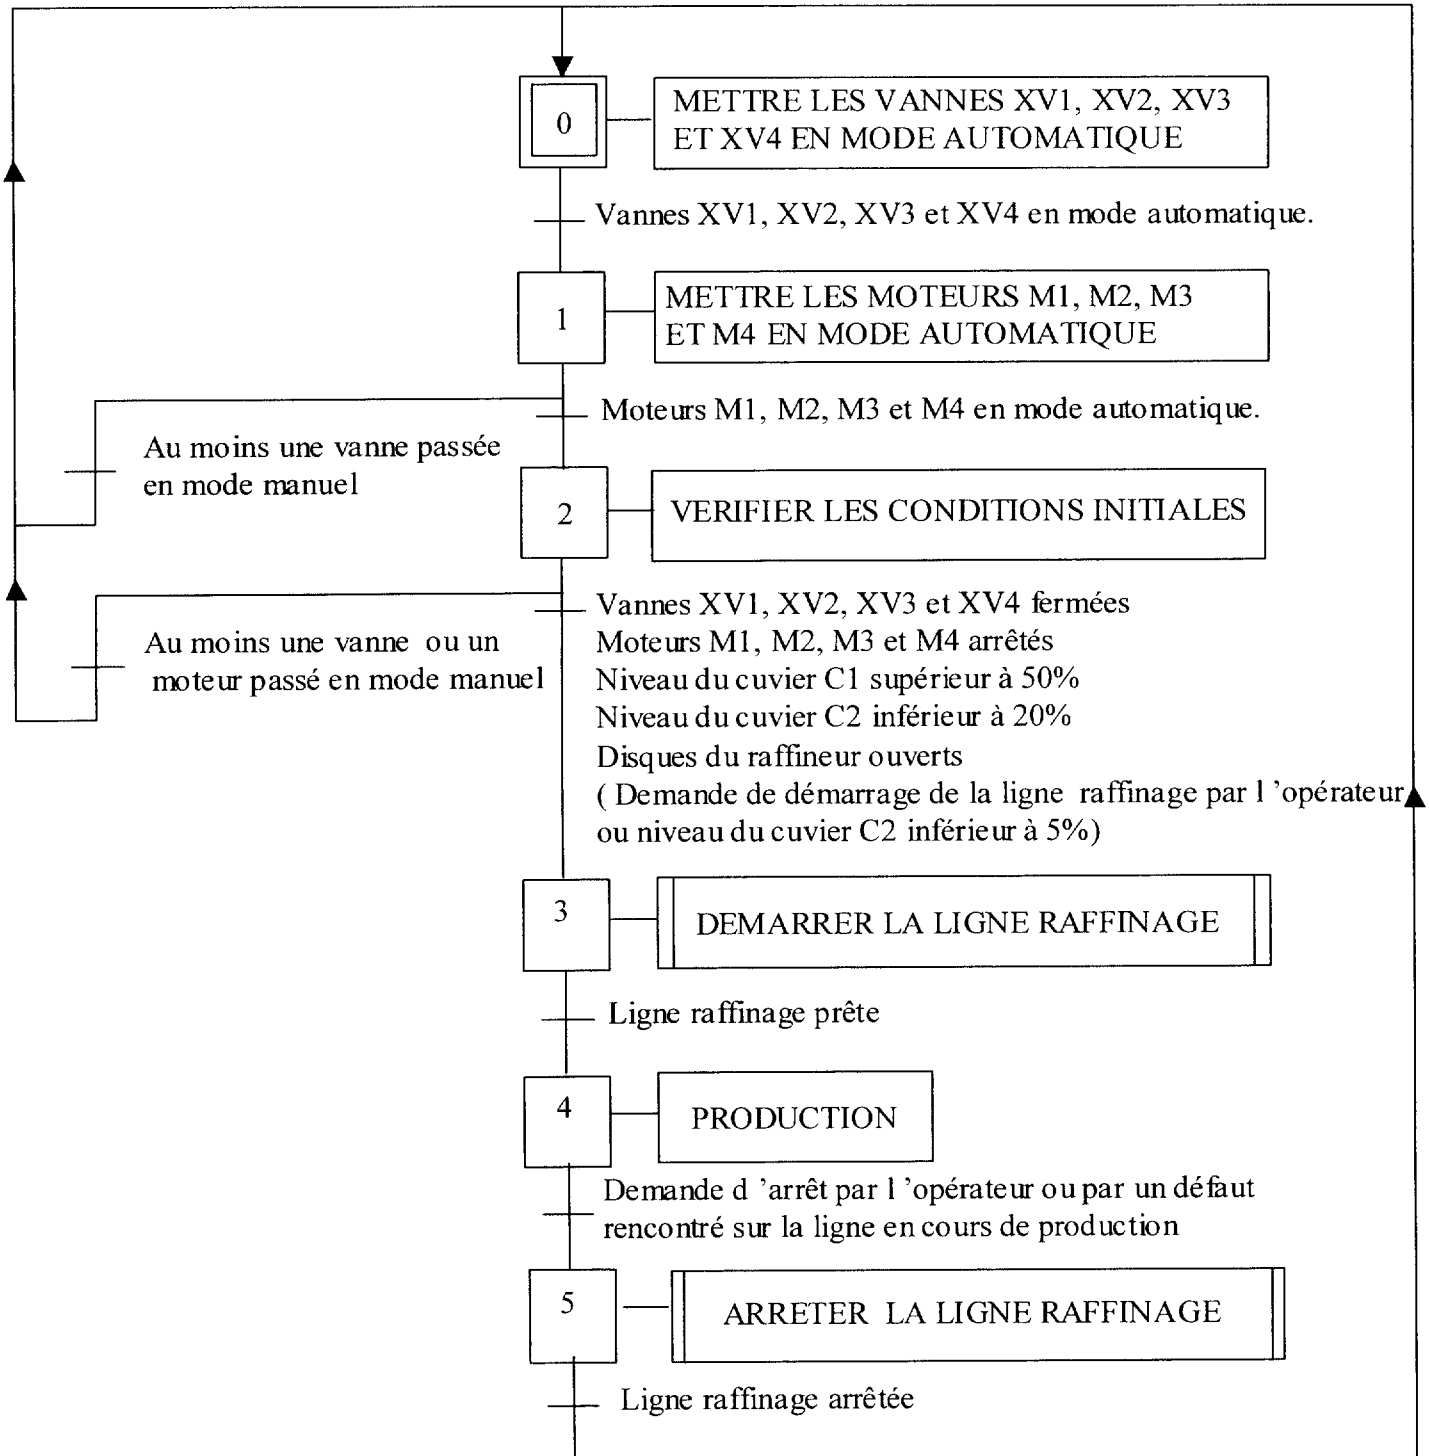 0
METTRE LES VANNES XV1, XV2, XV3
ET XV4 EN MODE AUTOMATIQUE
Vannes XV1, XV2, XV3 et XV4 en mode automatique.
1
METTRE LES MOTEURS M1, M2, M3
ET M4 EN MODE AUTOMATIQUE
Moteurs M1, M2, M3 et M4 en mode automatique.
Au moins une vanne passée
en mode manuel
2
VERIFIER LES CONDITIONS INITIALES
Vannes XV1, XV2, XV3 et XV4 fermées
Moteurs M1, M2, M3 et M4 arrêtés
Niveau du cuvier C1 supérieur à 50%
Niveau du cuvier C2 inférieur à 20%
Disques du raffineur ouverts
( Demande de démarrage de la ligne raffinage par l ’opérateur
ou niveau du cuvier C2 inférieur à 5%)
Au moins une vanne ou un
moteur passé en mode manuel
3
DEMARRER LA LIGNE RAFFINAGE
Ligne raffinage prête
4
PRODUCTION
Demande d ’arrêt par l ’opérateur ou par un défaut
rencontré sur la ligne en cours de production
5
ARRETER LA LIGNE RAFFINAGE
Ligne raffinage arrêtée